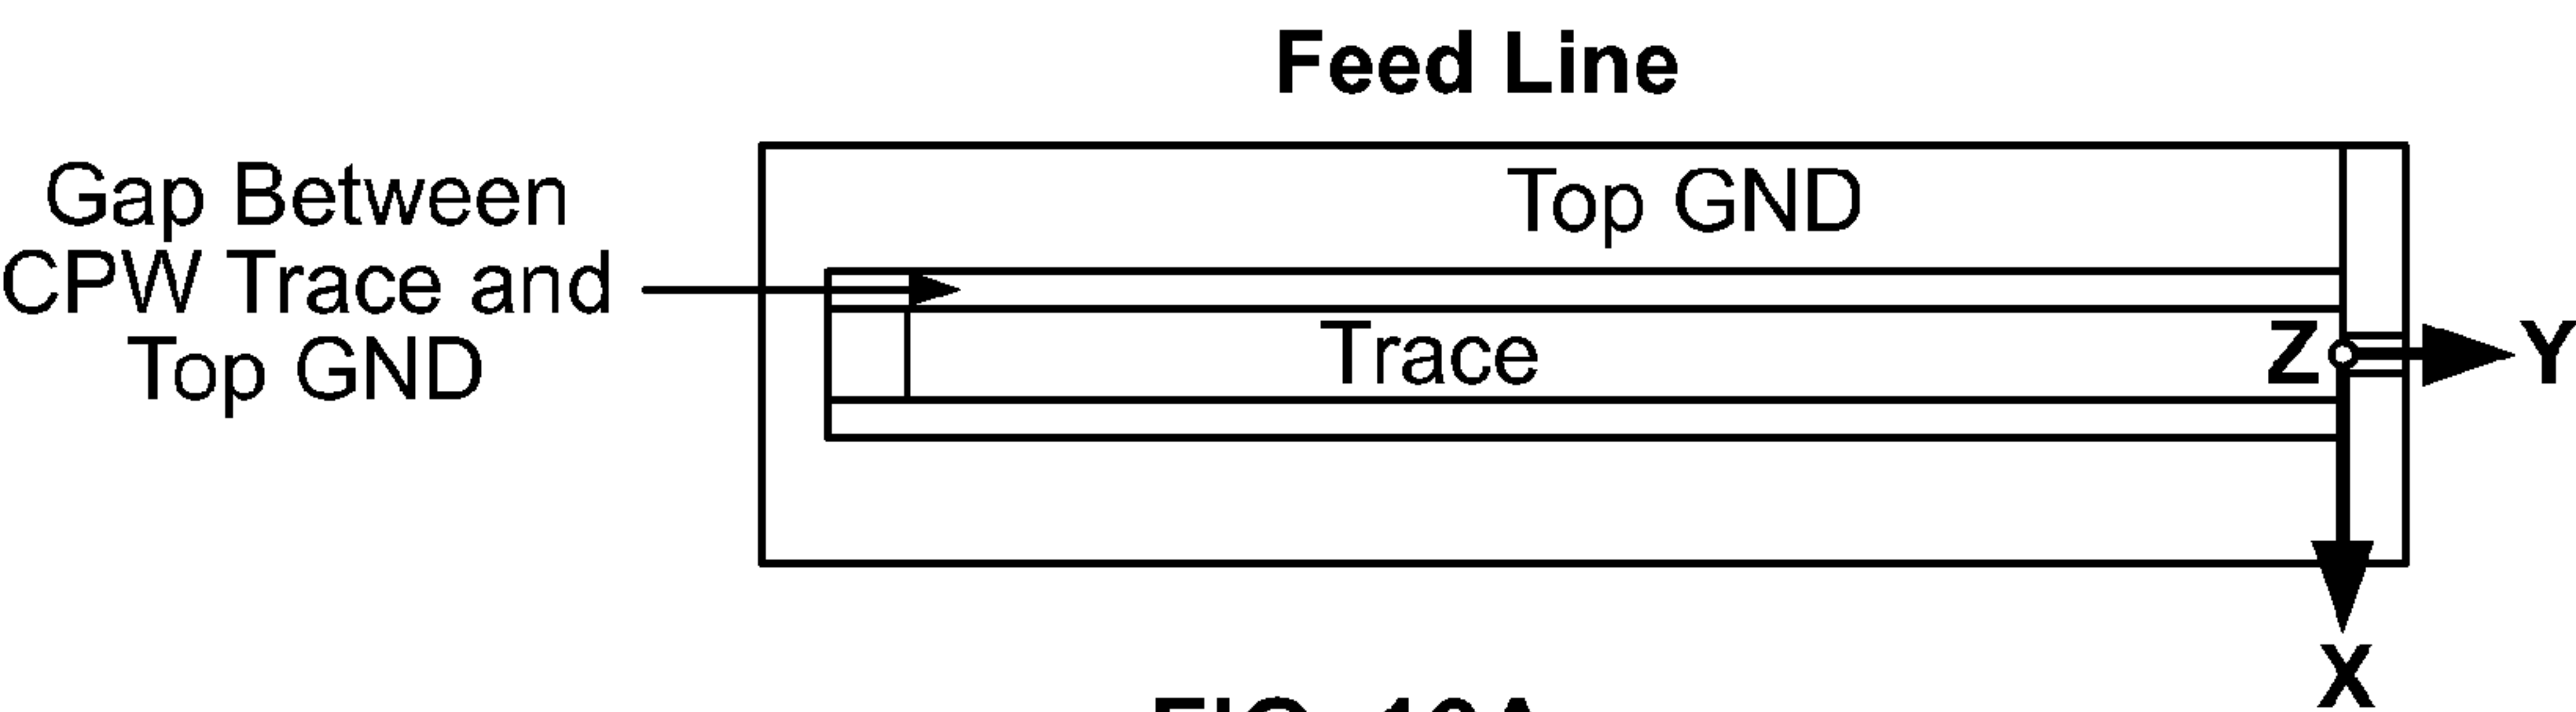 Feed Line
Gap Between
CPW Trace and
Top GND
Top GND
Trace
Z
Y
X